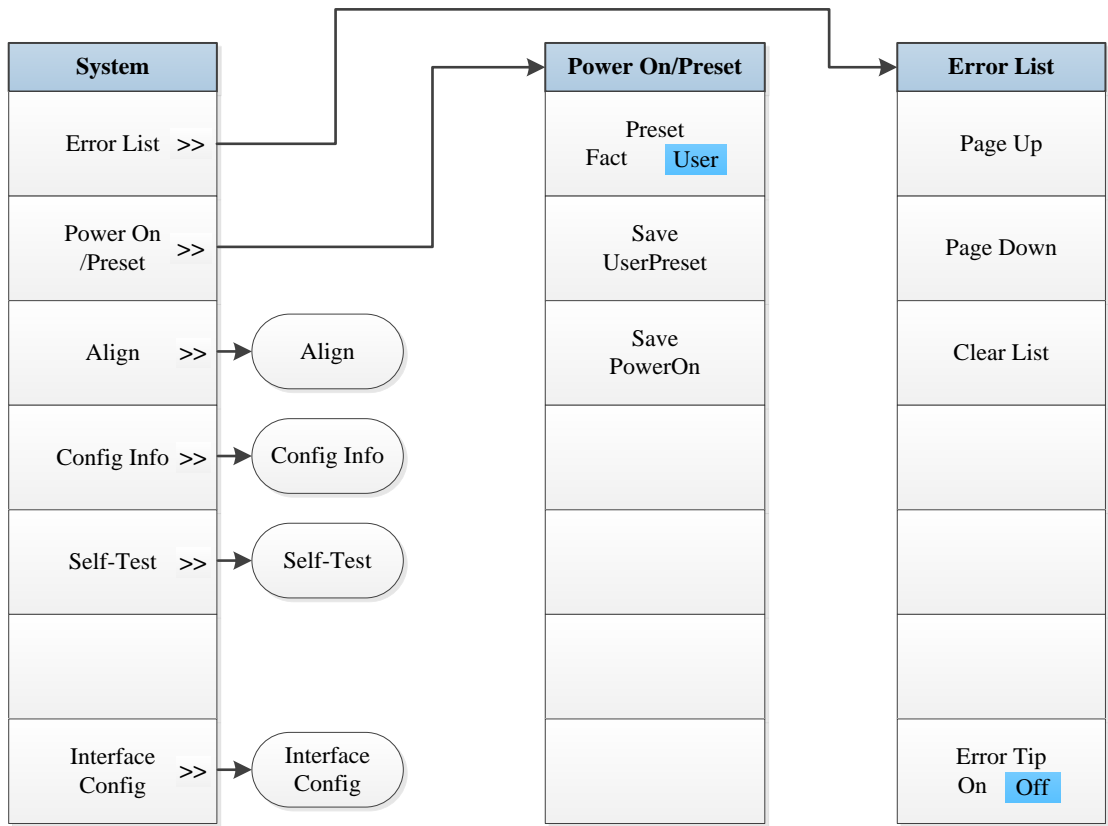 System
Error List >>
Power On
/Preset >>
Align >>
Config Info >>
Self-Test >>
Interface
Config >>
Align
Config Info
Self-Test
Interface
Config
Power On/Preset
Preset
Fact User
Save
UserPreset
Save
PowerOn
Error List
Page Up
Page Down
Clear List
Error Tip
On Off